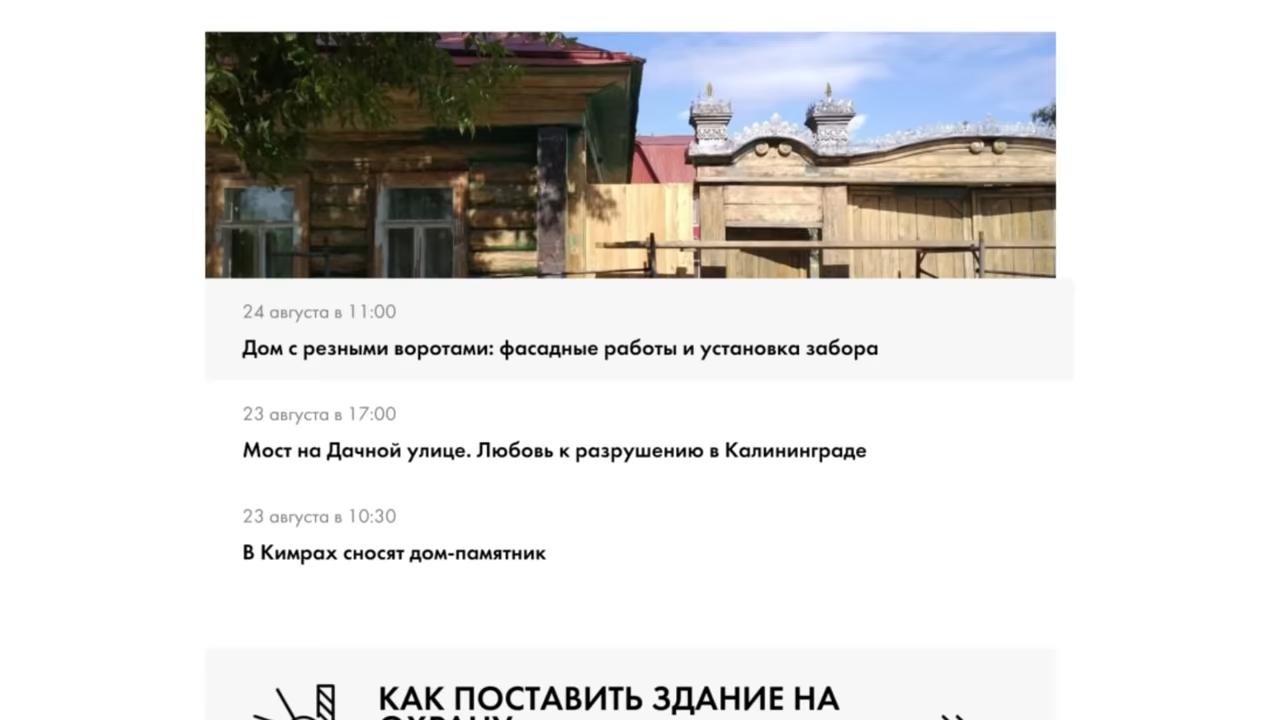 24 августа в 11:00
Дом с резными воротами: фасадные работы и установка забора
23 августа в 17:00
Мост на Дачной улице. Любовь к разрушению в Калининграде
23 августа в 10:30
В Кимрах сносят дом-памятник
КАК ПОСТАВИТЬ ЗДАНИЕ НА
ОХРАНУ